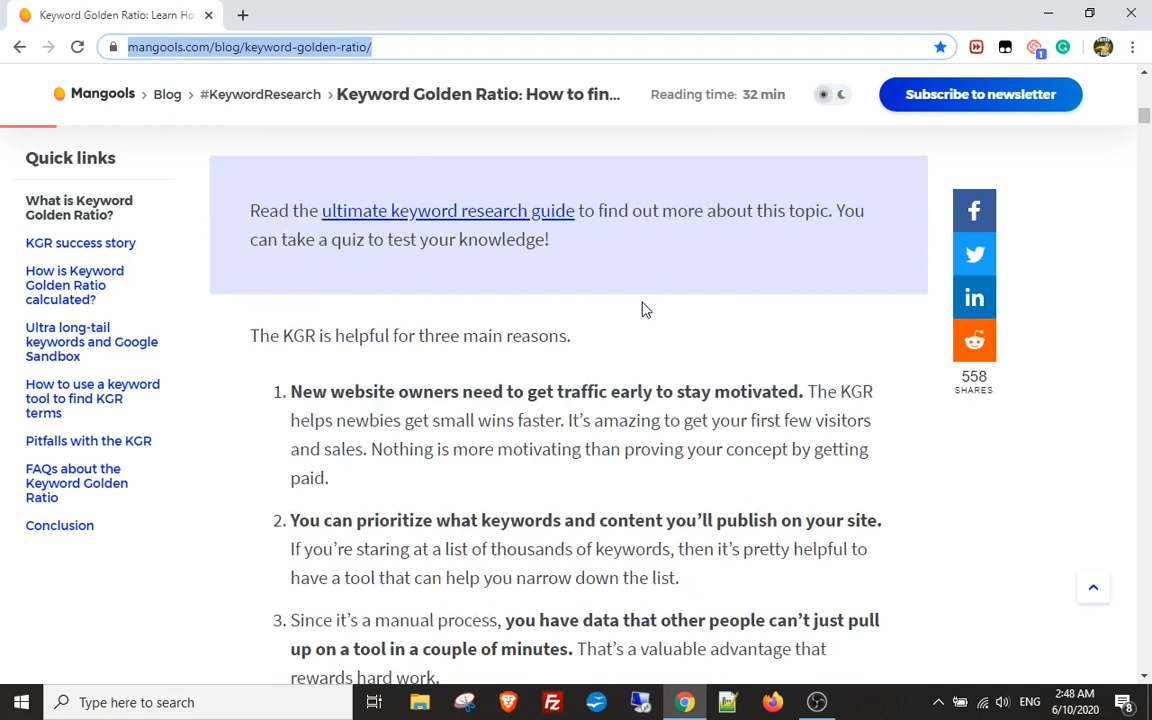 Keyword Golden Ratio: Learn Ho
mangools.com/blog/keyword-golden-ratio/
1
Mangools > Blog > #KeywordResearch > Keyword Golden Ratio: How to fin...
Reading time: 32 min
Subscribe to newsletter
Quick links
What is Keyword
Golden Ratio?
KGR success story
How is Keyword
Golden Ratio
calculated?
Ultra long-tail
keywords and Google
Sandbox
How to use a keyword
tool to find KGR
terms
Pitfalls with the KGR
FAQs about the
Keyword Golden
Ratio
Conclusion
Read the ultimate keyword research guide to find out more about this topic. You
can take a quiz to test your knowledge!
The KGR is helpful for three main reasons.
1. New website owners need to get traffic early to stay motivated. The KGR
helps newbies get small wins faster. It's amazing to get your first few visitors
and sales. Nothing is more motivating than proving your concept by getting
paid.
2. You can prioritize what keywords and content you'll publish on your site.
If you're staring at a list of thousands of keywords, then it's pretty helpful to
have a tool that can help you narrow down the list.
3. Since it's a manual process, you have data that other people can't just pull
up on a tool in a couple of minutes. That's a valuable advantage that
rewards hard work.
558
SHARES
Type here to search
ENG
2:48 AM
6/10/2020
8